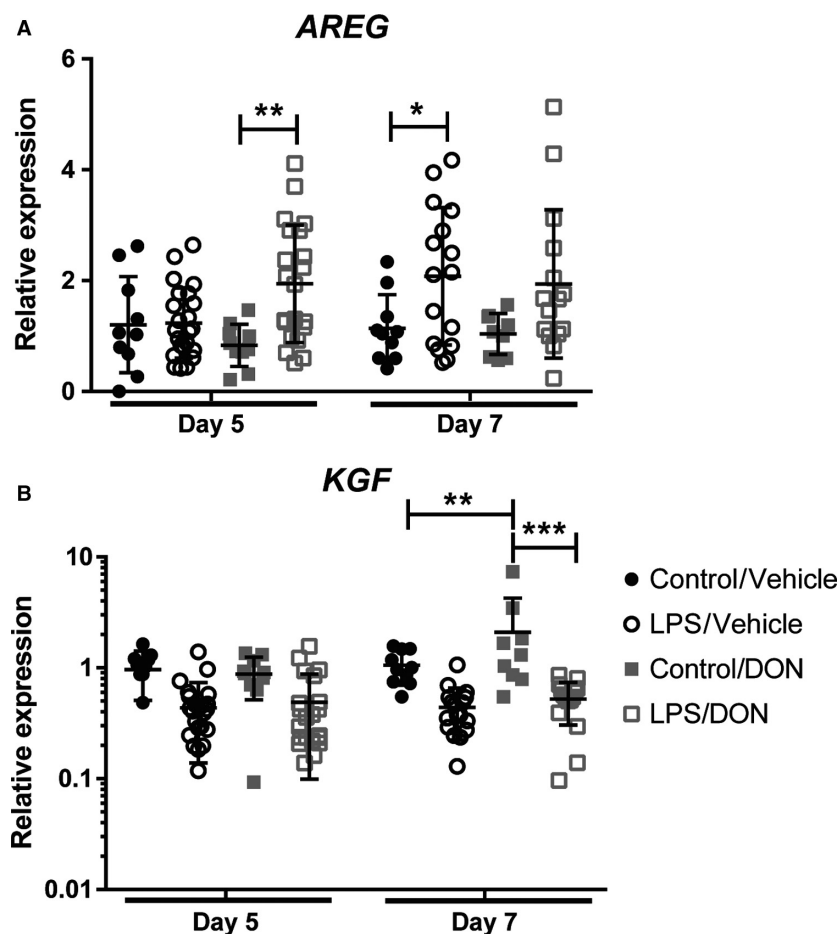 A
AREG
6
4
2
0
Relative expression
**
*
Day 5
Day 7
B
KGF
10
1
0.1
0.01
Relative expression
**
***
Day 5
Day 7
Control/Vehicle
LPS/Vehicle
Control/DON
LPS/DON